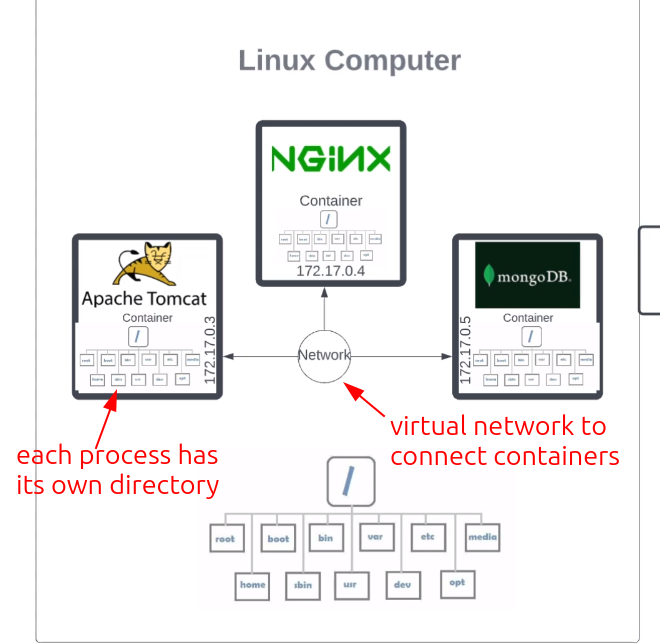 Linux Computer
NGINX
Container
/
172.17.0.4
Apache Tomcat
Container
/
172.17.0.3
mongoDB.
Container
/
172.17.0.5
Network
each process has
its own directory
virtual network to
connect containers
/
root boot bin var etc media
home sbin usr dev opt